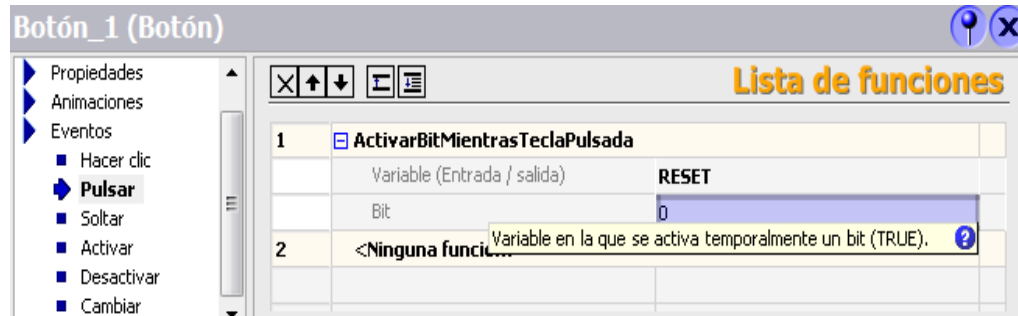 Botón_1 (Botón)
Propiedades
Animaciones
Eventos
Hacer clic
Pulsar
Soltar
Activar
Desactivar
Cambiar
Lista de funciones
1 ActivarBitMientrasTeclaPulsada
Variable (Entrada / salida) RESET
Bit 0
Variable en la que se activa temporalmente un bit (TRUE).
2 <Ninguna